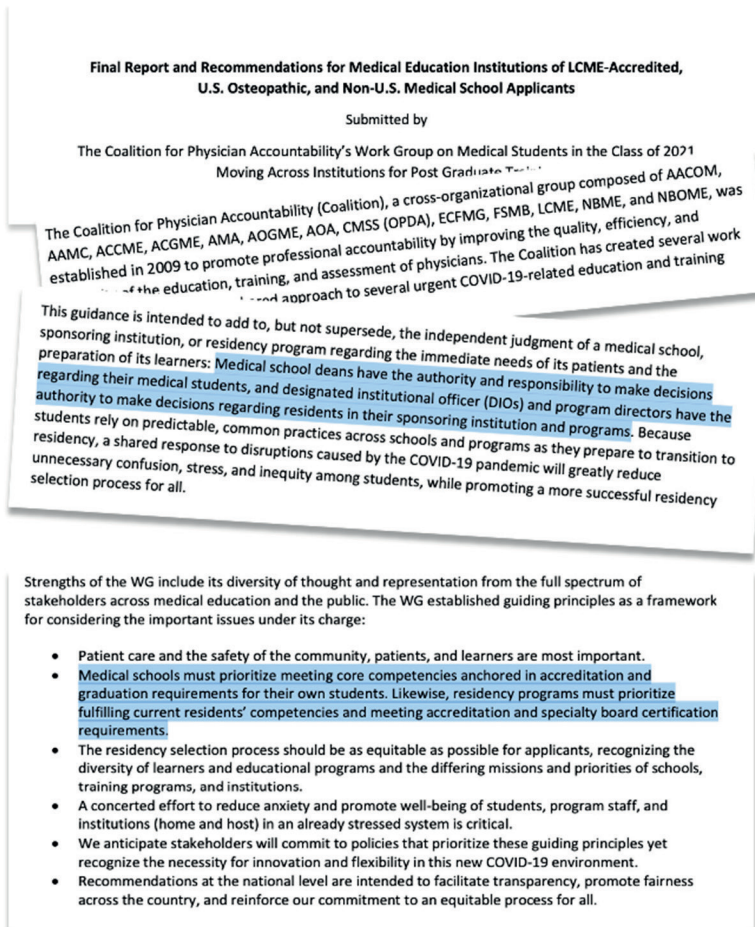 Final Report and Recommendations for Medical Education Institutions of LCME-Accredited,
U.S. Osteopathic, and Non-U.S. Medical School Applicants
Submitted by
The Coalition for Physician Accountability's Work Group on Medical Students in the Class of 2021
Moving Across Institutions for Post Graduate
The Coalition for Physician Accountability (Coalition), a cross-organizational group composed of AACOM,
AAMC, ACCME, ACGME, AMA, AOGME, AOA, CMSS (OPDA), ECFMG, FSMB, LCME, NBME, and NBOME, was
established in 2009 to promote professional accountability by improving the quality, efficiency, and
of the education, training, and assessment of physicians. The Coalition has created several work
approach to several urgent COVID-19-related education and training
This guidance is intended to add to, but not supersede, the independent judgment of a medical school,
sponsoring institution, or residency program regarding the immediate needs of its patients and the
preparation of its learners: Medical school deans have the authority and responsibility to make decisions
regarding their medical students, and designated institutional officer (DIOs) and program directors have the
authority to make decisions regarding residents in their sponsoring institution and programs. Because
students rely on predictable, common practices across schools and programs as they prepare to transition to
residency, a shared response to disruptions caused by the COVID-19 pandemic will greatly reduce
unnecessary confusion, stress, and inequity among students, while promoting a more successful residency
selection process for all.
Strengths of the WG include its diversity of thought and representation from the full spectrum of
stakeholders across medical education and the public. The WG established guiding principles as a framework
for considering the important issues under its charge:
• Patient care and the safety of the community, patients, and learners are most important.
• Medical schools must prioritize meeting core competencies anchored in accreditation and
graduation requirements for their own students. Likewise, residency programs must prioritize
fulfilling current residents' competencies and meeting accreditation and specialty board certification
requirements.
• The residency selection process should be as equitable as possible for applicants, recognizing the
diversity of learners and educational programs and the differing missions and priorities of schools,
training programs, and institutions.
• A concerted effort to reduce anxiety and promote well-being of students, program staff, and
institutions (home and host) in an already stressed system is critical.
• We anticipate stakeholders will commit to policies that prioritize these guiding principles yet
recognize the necessity for innovation and flexibility in this new COVID-19 environment.
• Recommendations at the national level are intended to facilitate transparency, promote fairness
across the country, and reinforce our commitment to an equitable process for all.